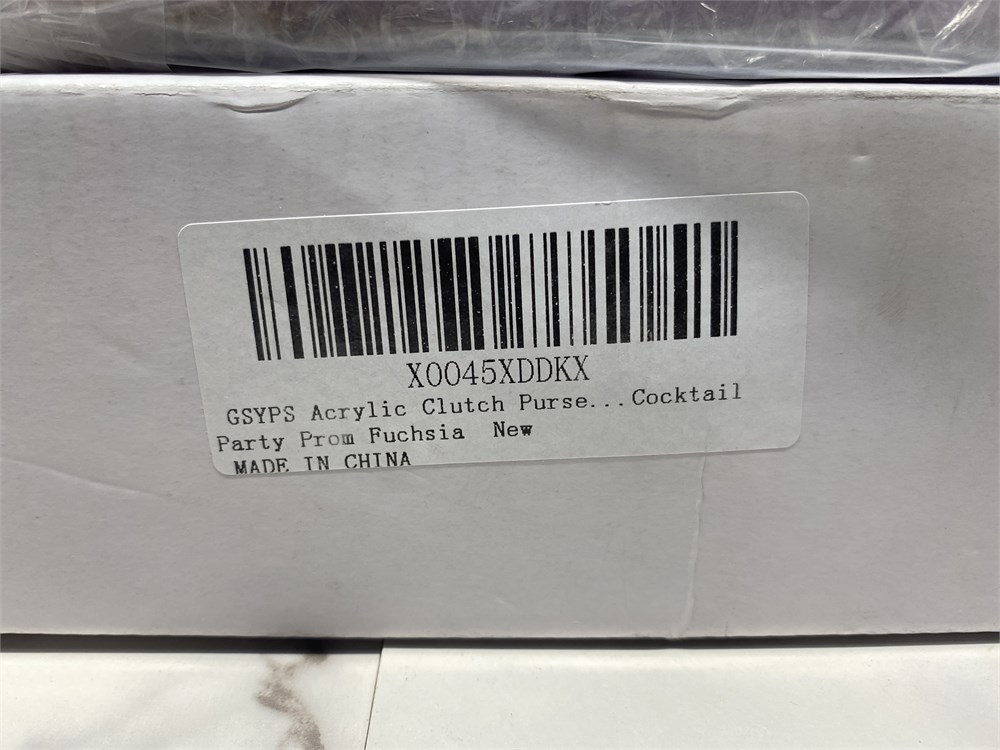 X0045XDDKX
GSYPS Acrylic Clutch Purse...Cocktail
Party Prom Fuchsia New
MADE IN CHINA